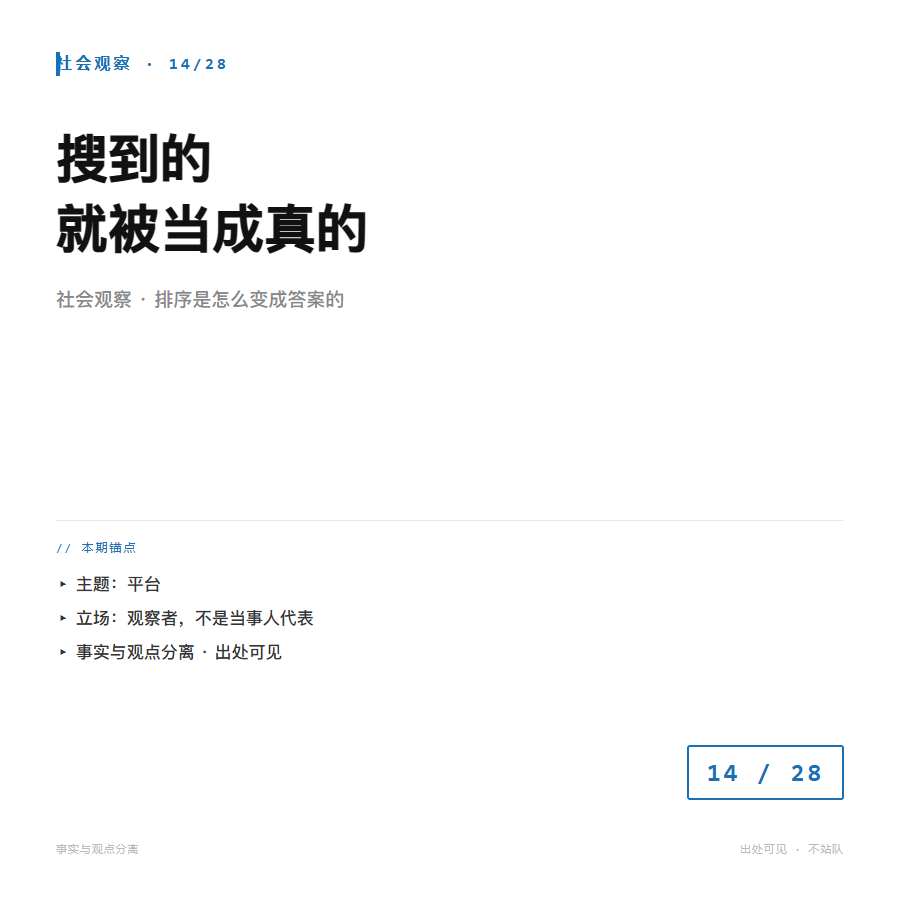 社会观察 · 14/28
搜到的
就被当成真的
社会观察 · 排序是怎么变成答案的
// 本期锚点
▸ 主题：平台
▸ 立场：观察者，不是当事人代表
▸ 事实与观点分离 · 出处可见
14 / 28
事实与观点分离
出处可见 · 不站队